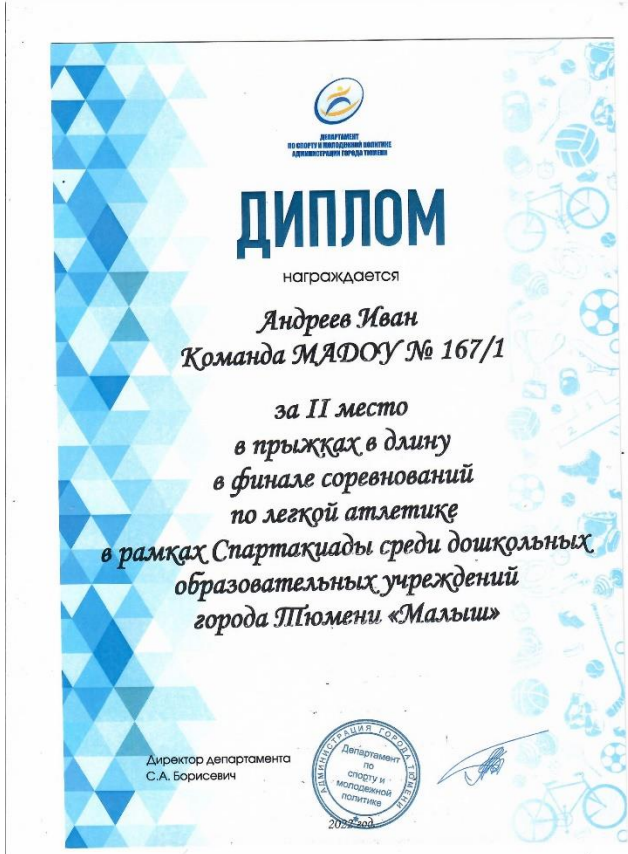 ДЕПАРТАМЕНТ
ПО СПОРТУ И МОЛОДЕЖНОЙ ПОЛИТИКЕ
АДМИНИСТРАЦИИ ГОРОДА ТЮМЕНИ
ДИПЛОМ
награждается
Андреев Иван
Команда МАДОУ № 167/1
за II место
в прыжках в длину
в финале соревнований
по легкой атлетике
в рамках Спартакиады среди дошкольных
образовательных учреждений
города Тюмени «Малыш»
Директор департамента
С.А. Борисевич
АДМИНИСТРАЦИЯ ГОРОДА ТЮМЕНИ
Департамент
по
спорту и
молодежной
политике
2022 год